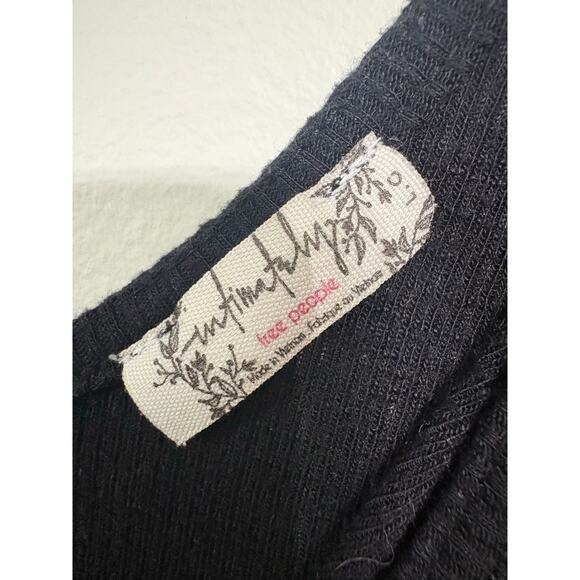 intimately
free people
Made in Vietnam . Fabriqué au Vietnam